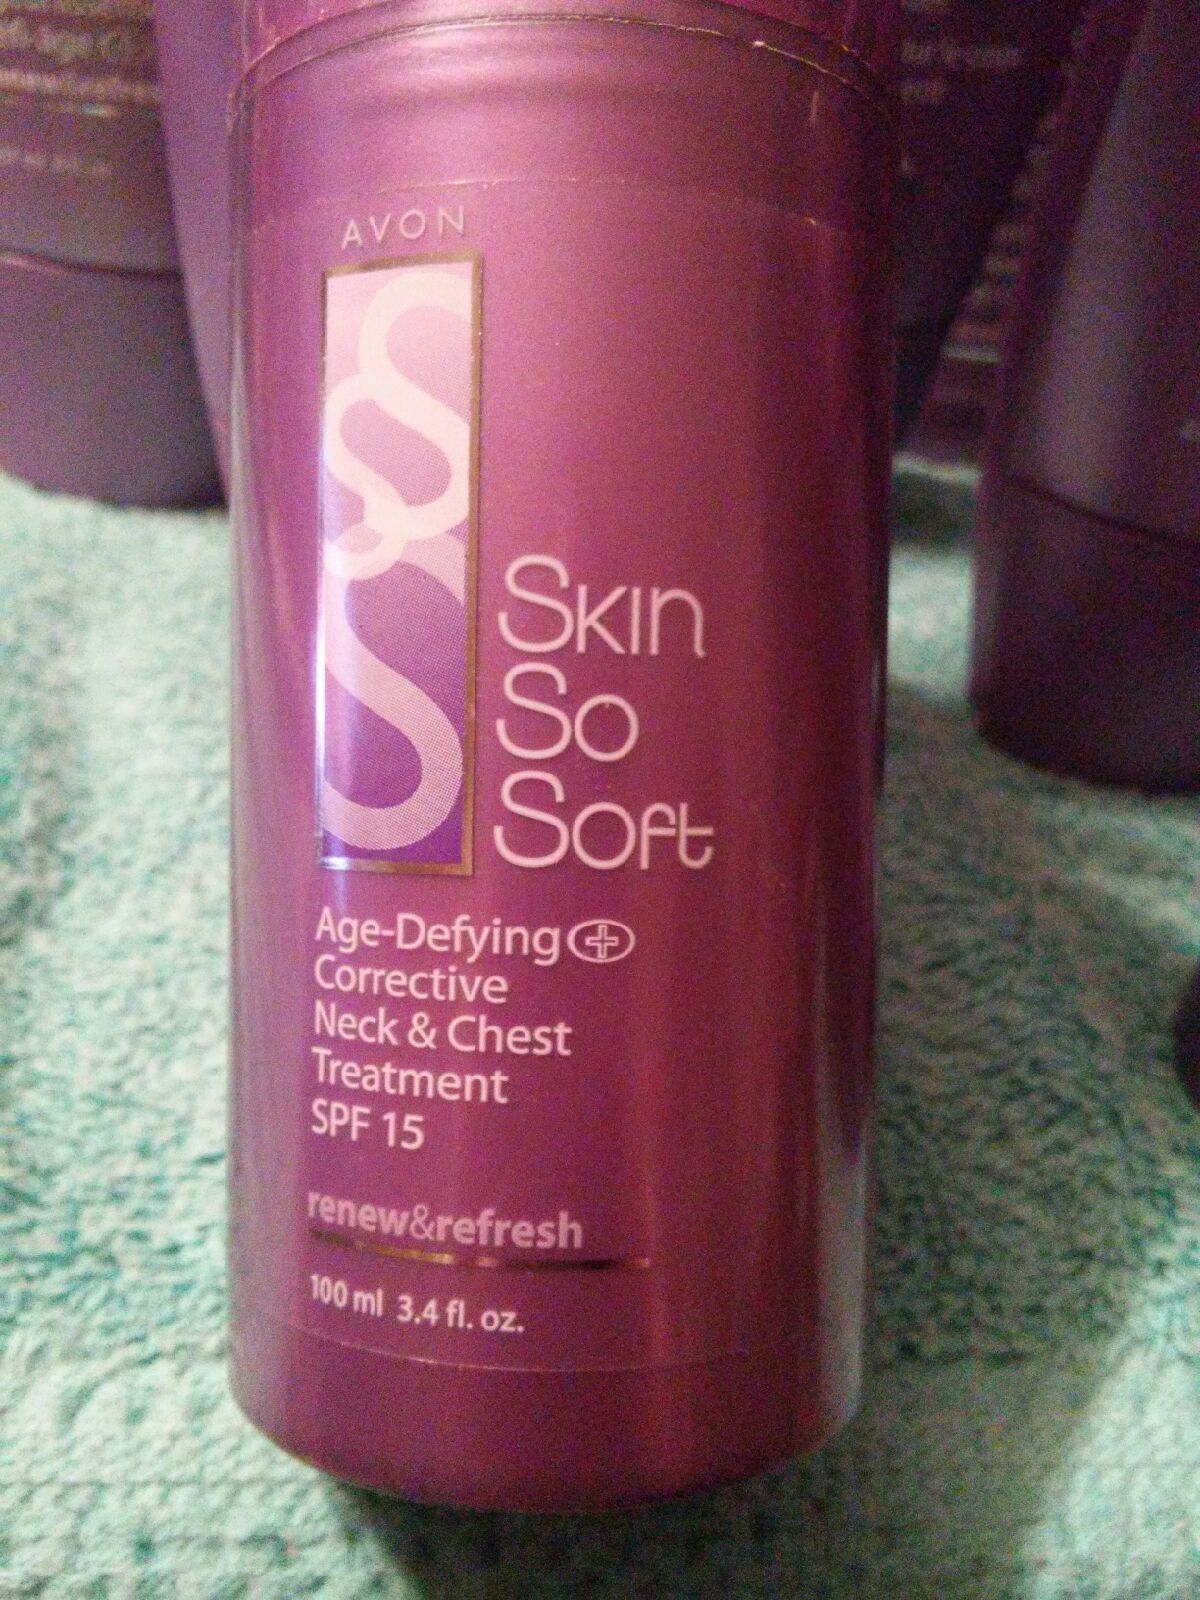 AVON
Skin
So
Soft
Age-Defying
Corrective
Neck & Chest
Treatment
SPF 15
renew&refresh
100 ml 3.4 fl. oz.